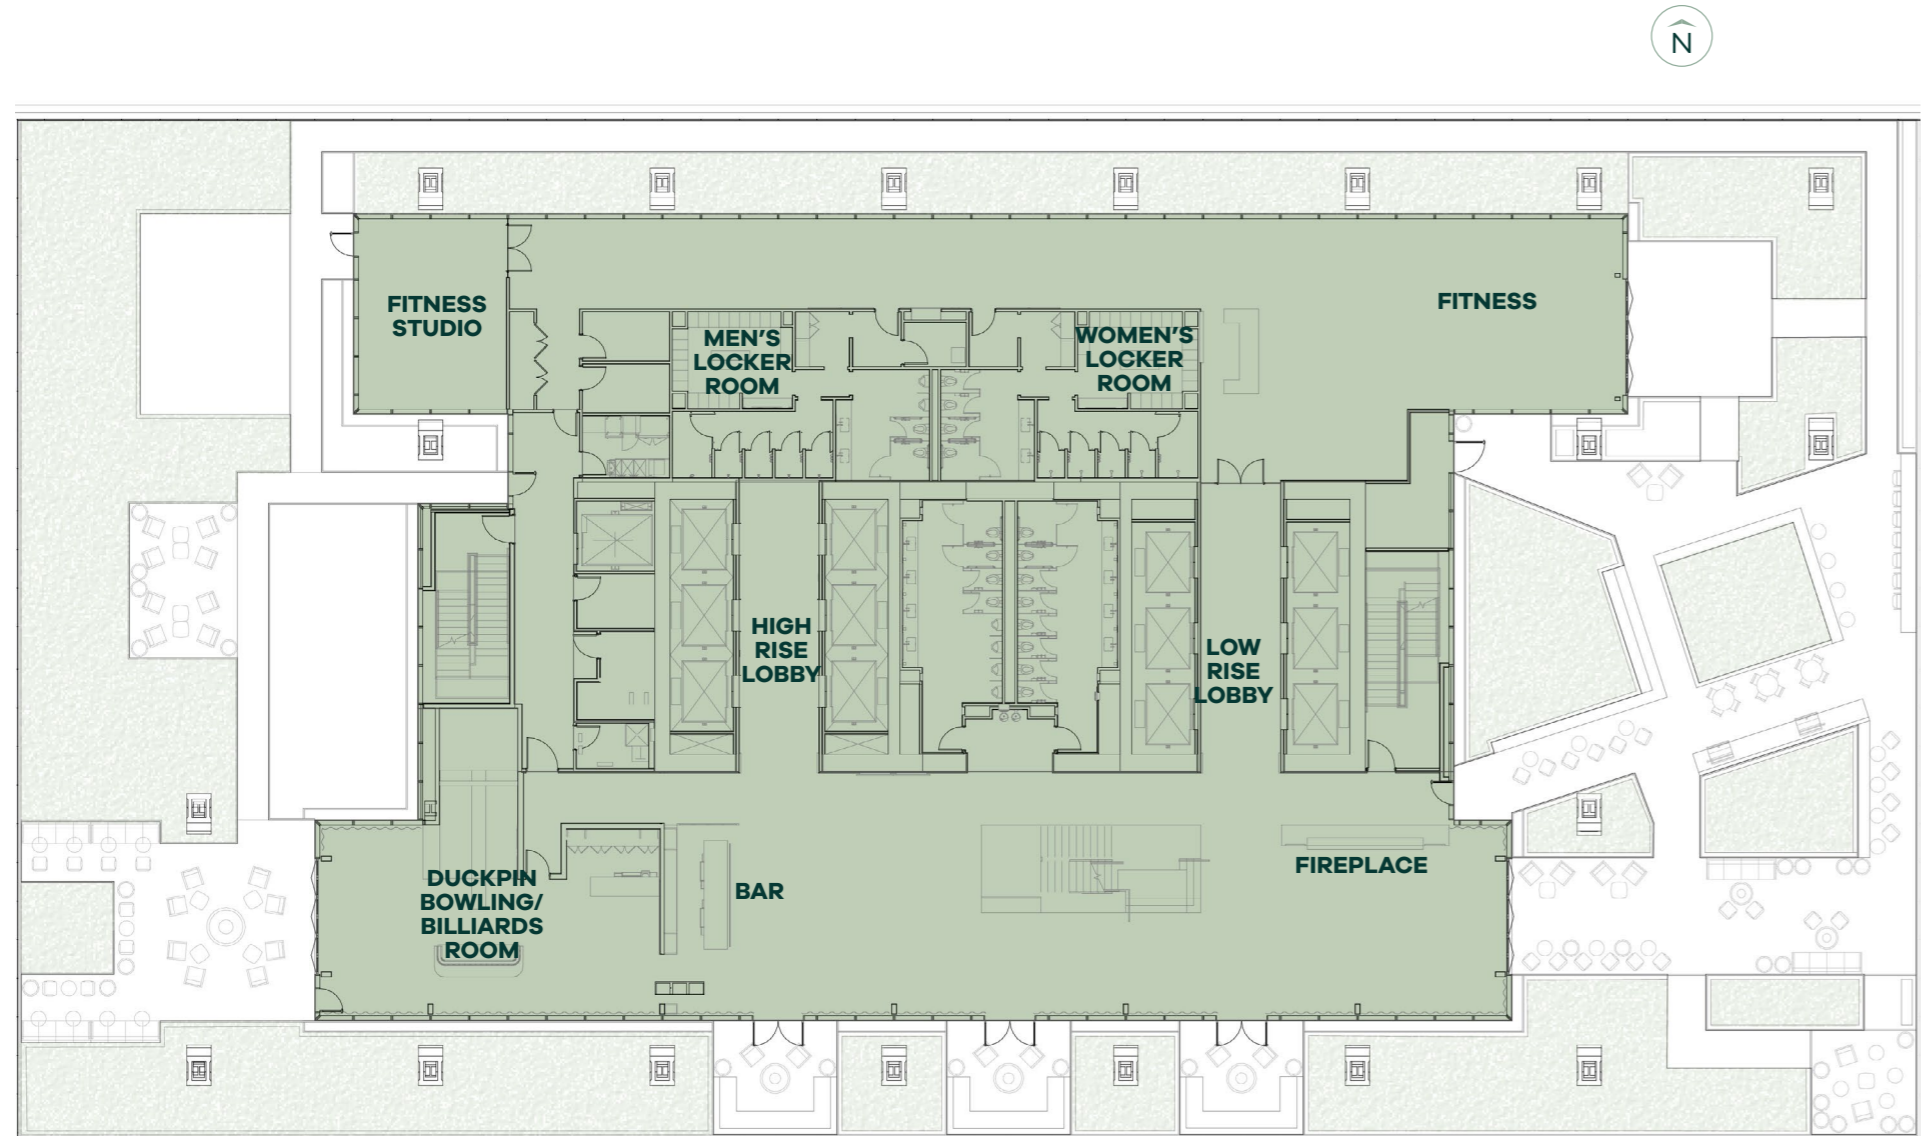 N
FITNESS
STUDIO
FITNESS
MEN'S
LOCKER
ROOM
WOMEN'S
LOCKER
ROOM
HIGH
RISE
LOBBY
LOW
RISE
LOBBY
DUCKPIN
BOWLING/
BILLIARDS
ROOM
BAR
FIREPLACE